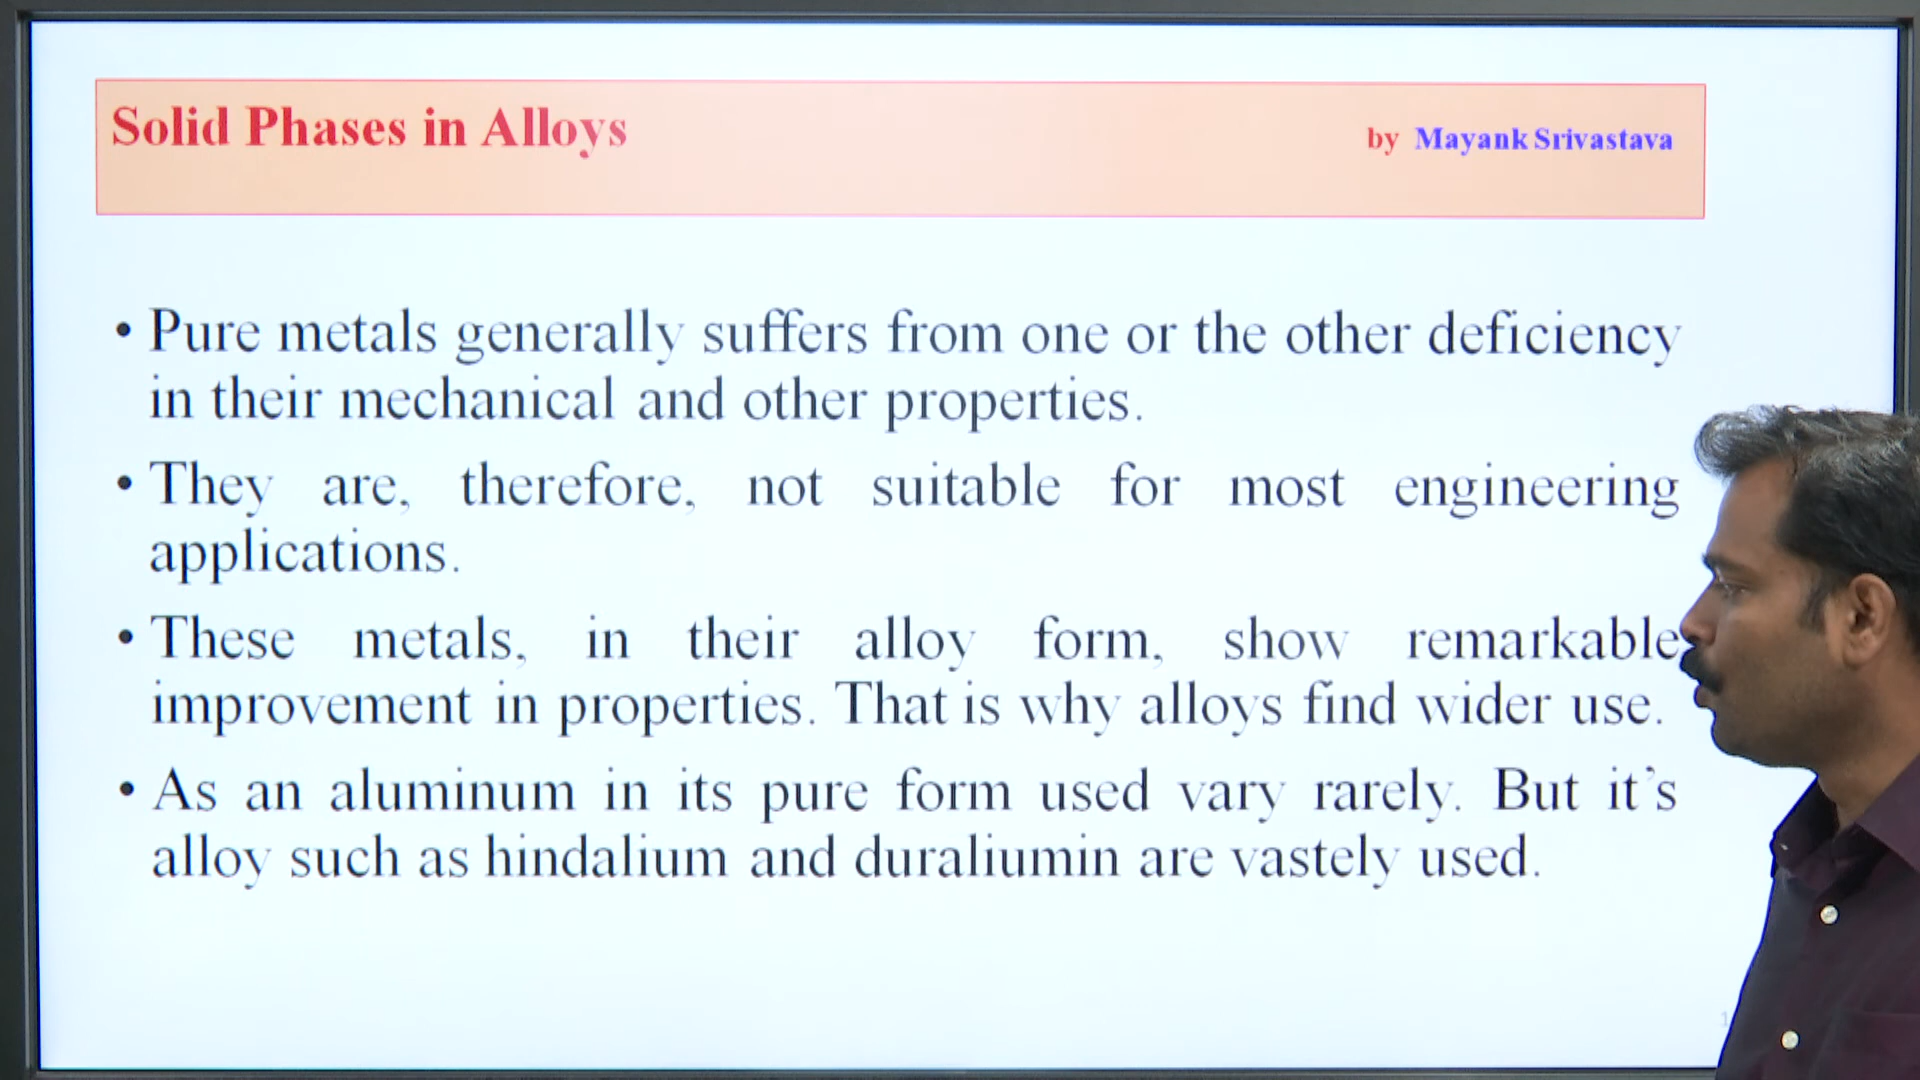 Solid Phases in Alloys
by Mayank Srivastava
• Pure metals generally suffers from one or the other deficiency
in their mechanical and other properties.
• They are, therefore, not suitable for most engineering
applications.
• These metals, in their alloy form, show remarkable
improvement in properties. That is why alloys find wider use.
• As an aluminum in its pure form used vary rarely. But it's
alloy such as hindalium and duraliumin are vastely used.